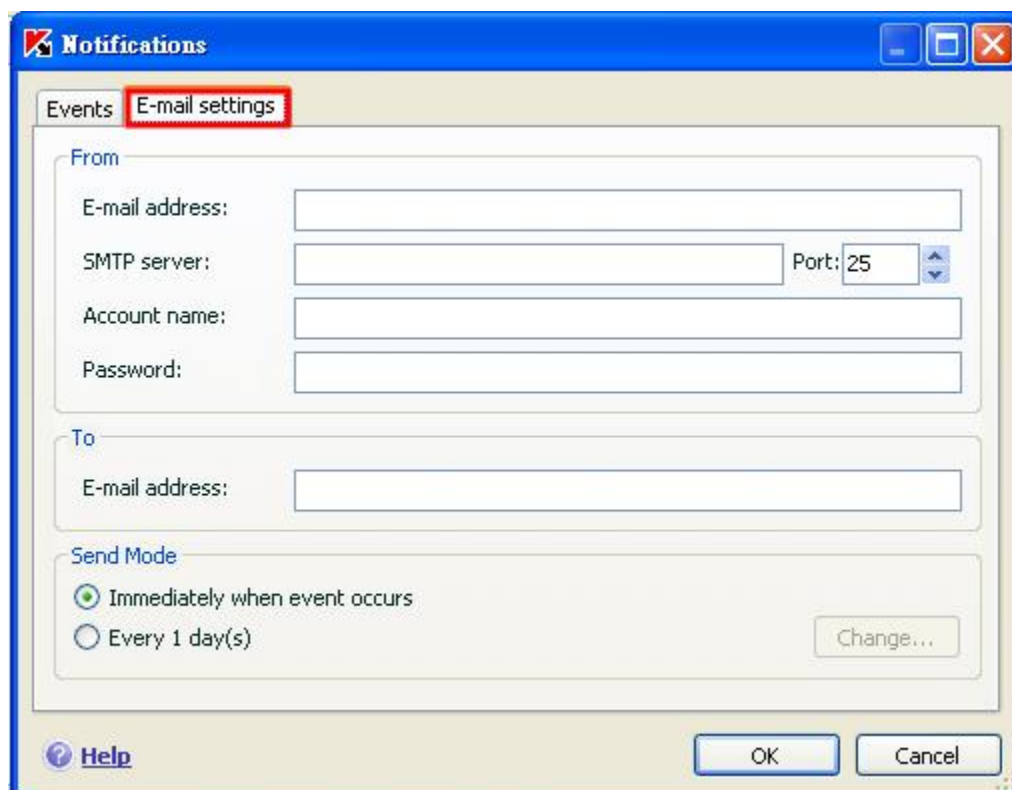 Notifications
Events
E-mail settings
From
E-mail address:
SMTP server:
Port: 25
Account name:
Password:
To
E-mail address:
Send Mode
Immediately when event occurs
Every 1 day(s)
Change...
Help
OK
Cancel